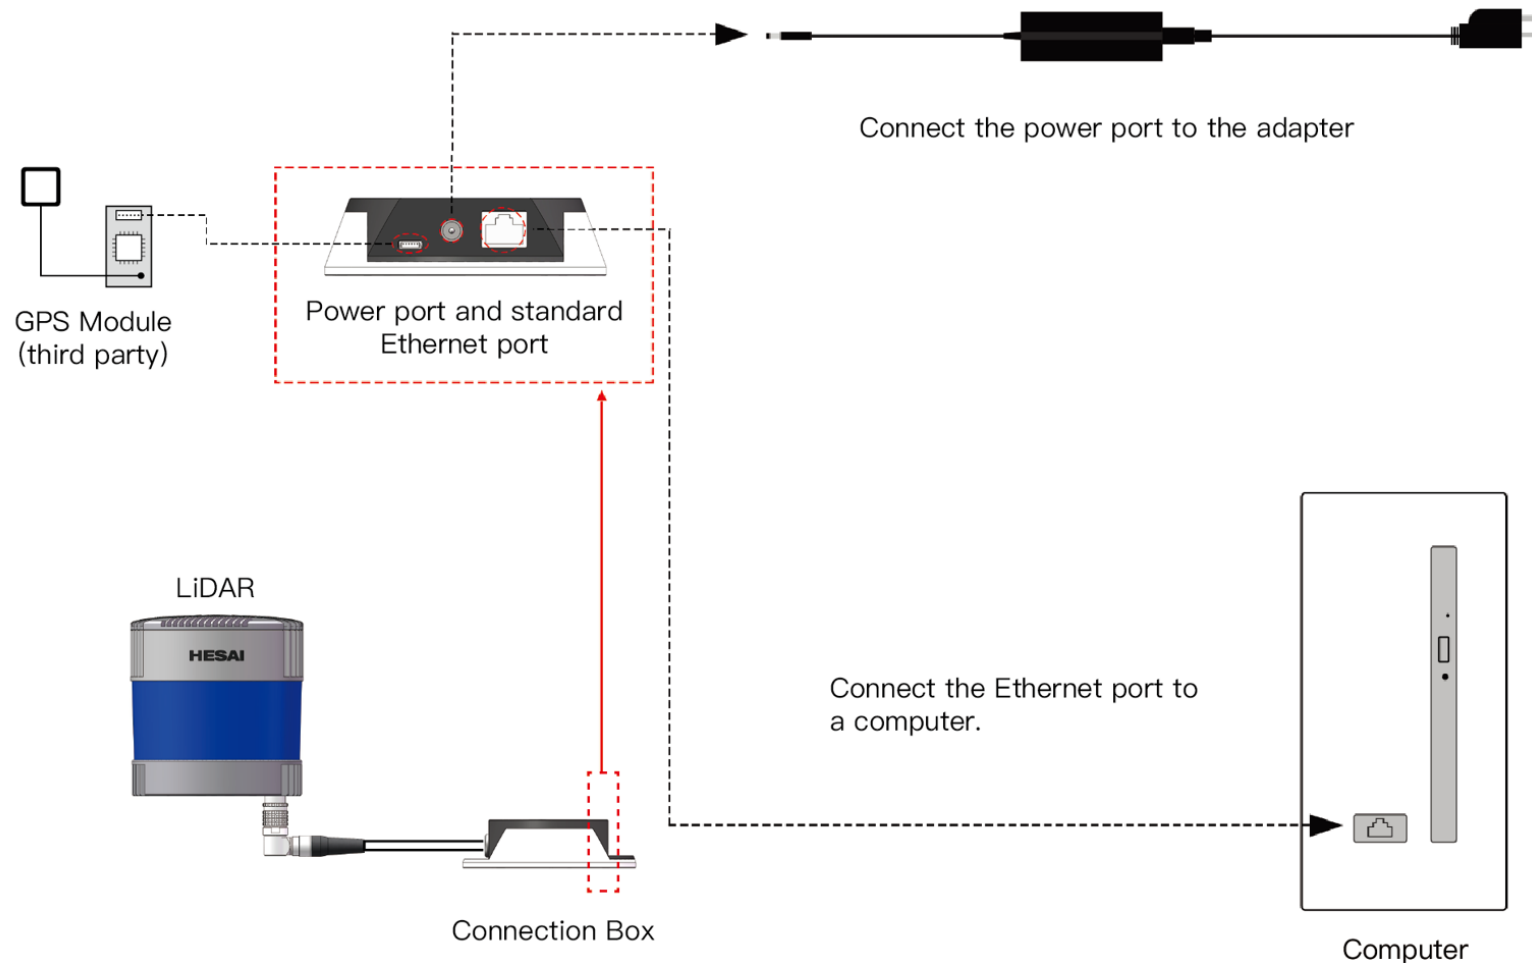 Connect the power port to the adapter
GPS Module
(third party)
Power port and standard
Ethernet port
LiDAR
HESAI
Connect the Ethernet port to
a computer.
Connection Box
Computer